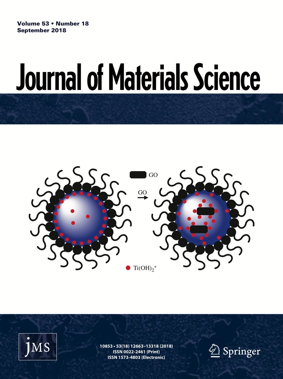 Volume 53 • Number 18
September 2018
Journal of Materials Science
GO
GO
Ti(OH)₂⁺
JMS
10853 • 53(18) 12663–13318 (2018)
ISSN 0022-2461 (Print)
ISSN 1573-4803 (Electronic)
Springer